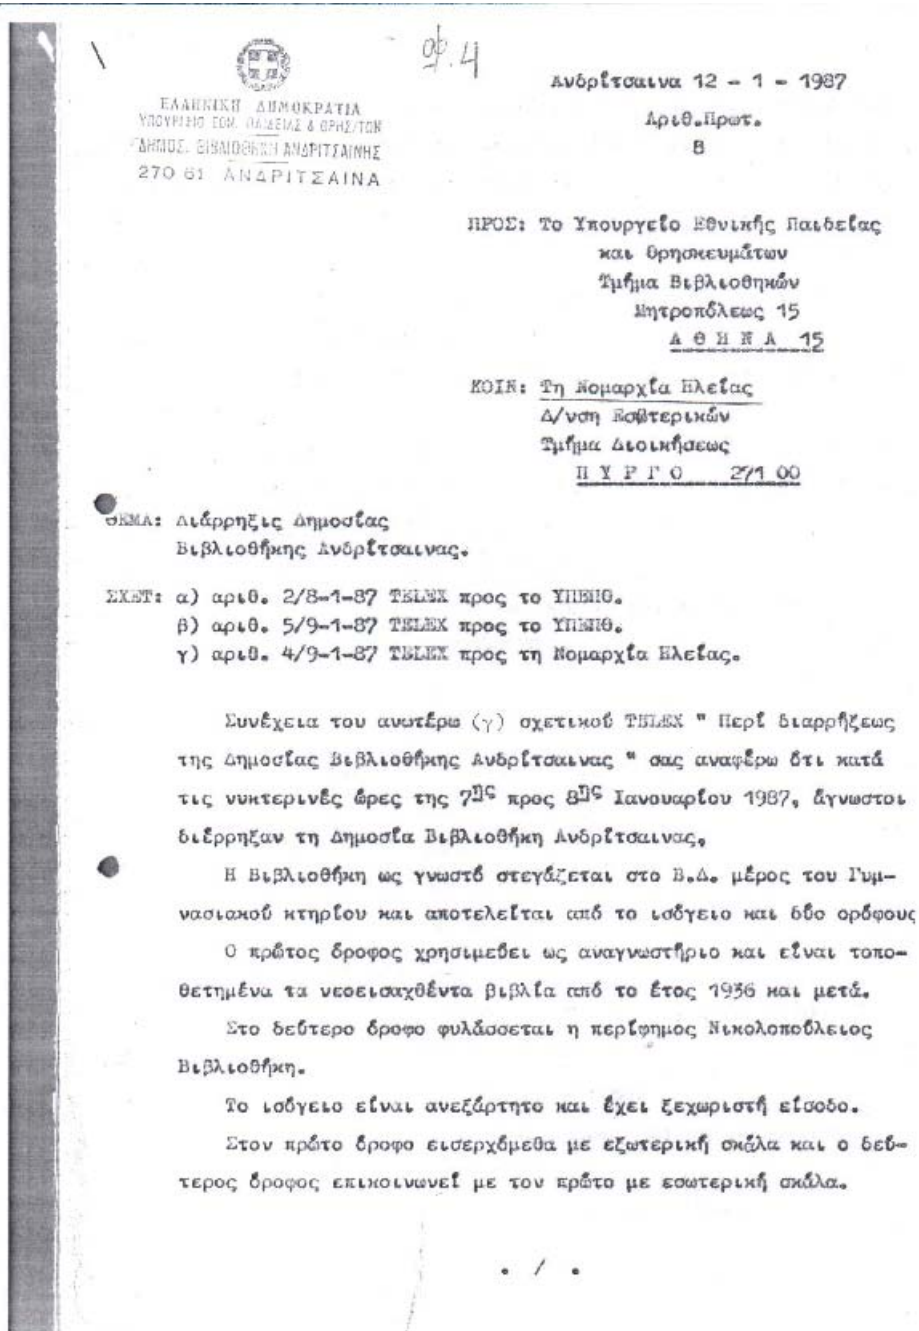 φ.4
ΕΛΛΗΝΙΚΗ ΔΗΜΟΚΡΑΤΙΑ
ΥΠΟΥΡΓΕΙΟ ΕΘΝ. ΠΑΙΔΕΙΑΣ & ΘΡΗΣ/ΤΩΝ
ΔΗΜΟΣ. ΒΙΒΛΙΟΘΗΚΗ ΑΝΔΡΙΤΣΑΙΝΗΣ
270 61 ΑΝΔΡΙΤΣΑΙΝΑ
Ανδρίτσαινα 12 - 1 - 1987
Αριθ.Πρωτ.
8
ΠΡΟΣ: Το Υπουργείο Εθνικής Παιδείας
και Θρησκευμάτων
Τμήμα Βιβλιοθηκών
Μητροπόλεως 15
Α Θ Η Ν Α 15
ΚΟΙΝ: Τη Νομαρχία Ηλείας
Δ/νση Εσωτερικών
Τμήμα Διοικήσεως
Π Υ Ρ Γ Ο 271 00
ΘΕΜΑ: Διάρρηξις Δημοσίας
Βιβλιοθήκης Ανδρίτσαινας.
ΣΧΕΤ: α) αριθ. 2/8-1-87 TELEX προς το ΥΠΕΠΘ.
β) αριθ. 5/9-1-87 TELEX προς το ΥΠΕΠΘ.
γ) αριθ. 4/9-1-87 TELEX προς τη Νομαρχία Ηλείας.
Συνέχεια του ανωτέρω (γ) σχετικού TELEX " Περί διαρρήξεως
της Δημοσίας Βιβλιοθήκης Ανδρίτσαινας " σας αναφέρω ότι κατά
τις νυκτερινές ώρες της 7ης προς 8ης Ιανουαρίου 1987, άγνωστοι
διέρρηξαν τη Δημοσία Βιβλιοθήκη Ανδρίτσαινας,
Η Βιβλιοθήκη ως γνωστό στεγάζεται στο Β.Δ. μέρος του Γυμ-
νασιακού κτηρίου και αποτελείται από το ισόγειο και δύο ορόφους
Ο πρώτος όροφος χρησιμεύει ως αναγνωστήριο και είναι τοπο-
θετημένα τα νεοεισαχθέντα βιβλία από το έτος 1936 και μετά.
Στο δεύτερο όροφο φυλάσσεται η περίφημος Νικολοπούλειος
Βιβλιοθήκη.
Το ισόγειο είναι ανεξάρτητο και έχει ξεχωριστή είσοδο.
Στον πρώτο όροφο εισερχόμεθα με εξωτερική σκάλα και ο δεύ-
τερος όροφος επικοινωνεί με τον πρώτο με εσωτερική σκάλα.
. / .